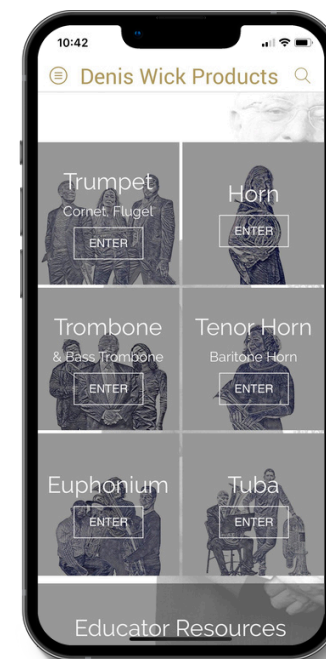 10:42
Denis Wick Products
Trumpet
Cornet, Flugel
ENTER
Horn
ENTER
Trombone
& Bass Trombone
ENTER
Tenor Horn
Baritone Horn
ENTER
Euphonium
ENTER
Tuba
ENTER
Educator Resources